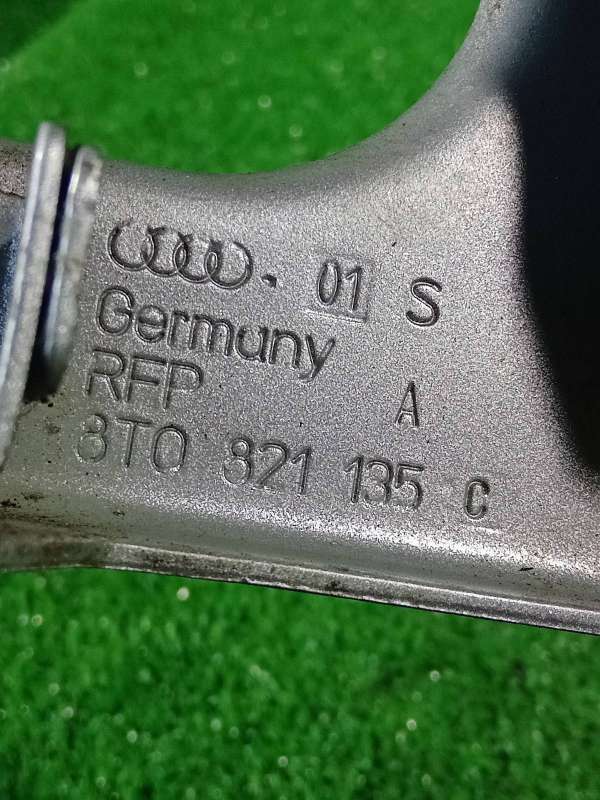 01 S
Germany
RFP A
8T0 821 135 C